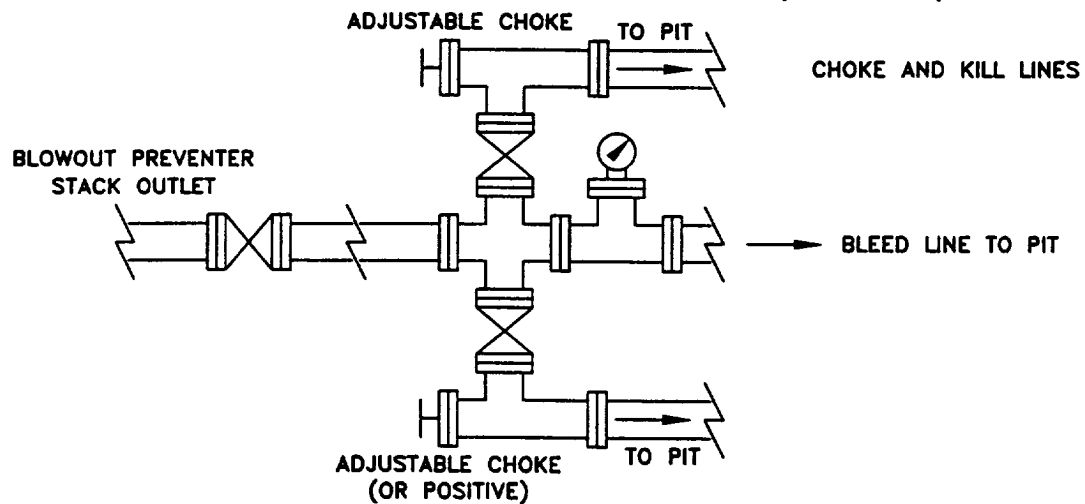 ADJUSTABLE CHOKE
TO PIT
CHOKE AND KILL LINES
BLOWOUT PREVENTER
STACK OUTLET
BLEED LINE TO PIT
ADJUSTABLE CHOKE
(OR POSITIVE)
TO PIT